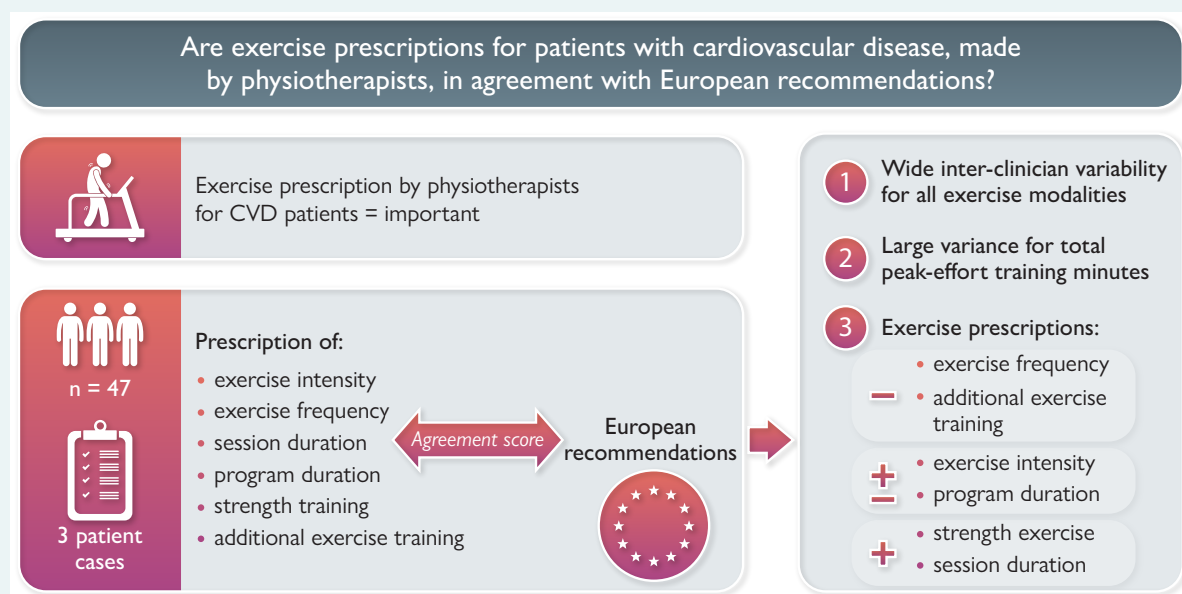 Are exercise prescriptions for patients with cardiovascular disease, made
by physiotherapists, in agreement with European recommendations?
Exercise prescription by physiotherapists
for CVD patients = important
n = 47
3 patient
cases
Prescription of:
• exercise intensity
• exercise frequency
• session duration
• program duration
• strength training
• additional exercise training
Agreement score
European
recommendations
1 Wide inter-clinician variability
for all exercise modalities
2 Large variance for total
peak-effort training minutes
3 Exercise prescriptions:
−
• exercise frequency
• additional exercise
training
+
−
• exercise intensity
• program duration
+
• strength exercise
• session duration